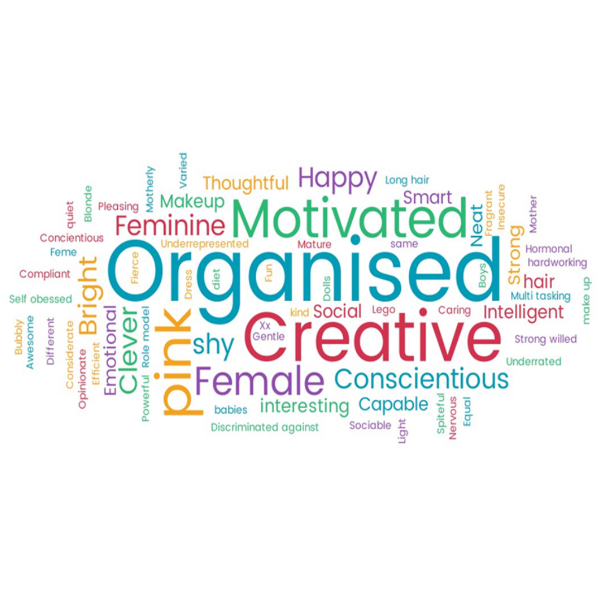 Varied
Motherly
Thoughtful
Happy
Long hair
Smart
Blonde
quiet
Pleasing
Makeup
Motivated
Neat
Fragrant
Insecure
Mother
Concientious
Feminine
Feme
Underrepresented
Mature
same
Strong
Hormonal
hardworking
Compliant
Bright
Fierce
Organised
Dress
diet
Fun
Dolls
Boys
hair
Multi tasking
make up
Self obsessed
kind
Social
Lego
Caring
Intelligent
Bubbly
Awesome
Different
Considerate
Opinionate
Efficient
Emotional
Clever
Role model
Powerful
pink
shy
Xx
Gentle
Creative
Strong willed
Underrated
Female
Conscientious
babies
interesting
Capable
Spiteful
Nervous
Equal
Discriminated against
Sociable
Light